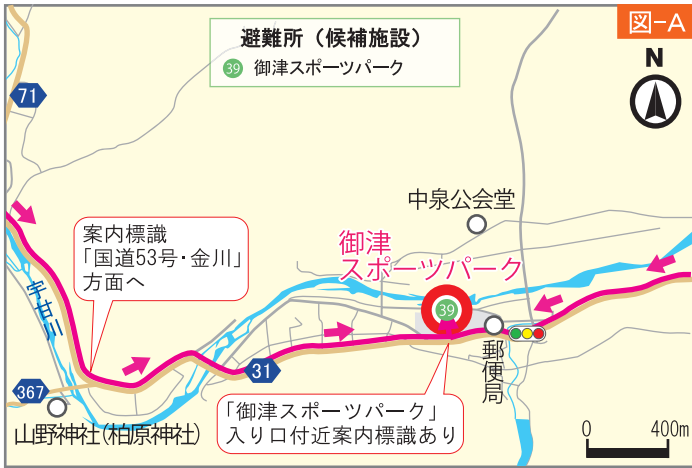 図-A
避難所（候補施設）
39 御津スポーツパーク
N
71
中泉公会堂
案内標識
「国道53号・金川」
方面へ
御津
スポーツパーク
宇甘川
39
31
郵便局
367
山野神社(柏原神社)
「御津スポーツパーク」
入り口付近案内標識あり
0 400m